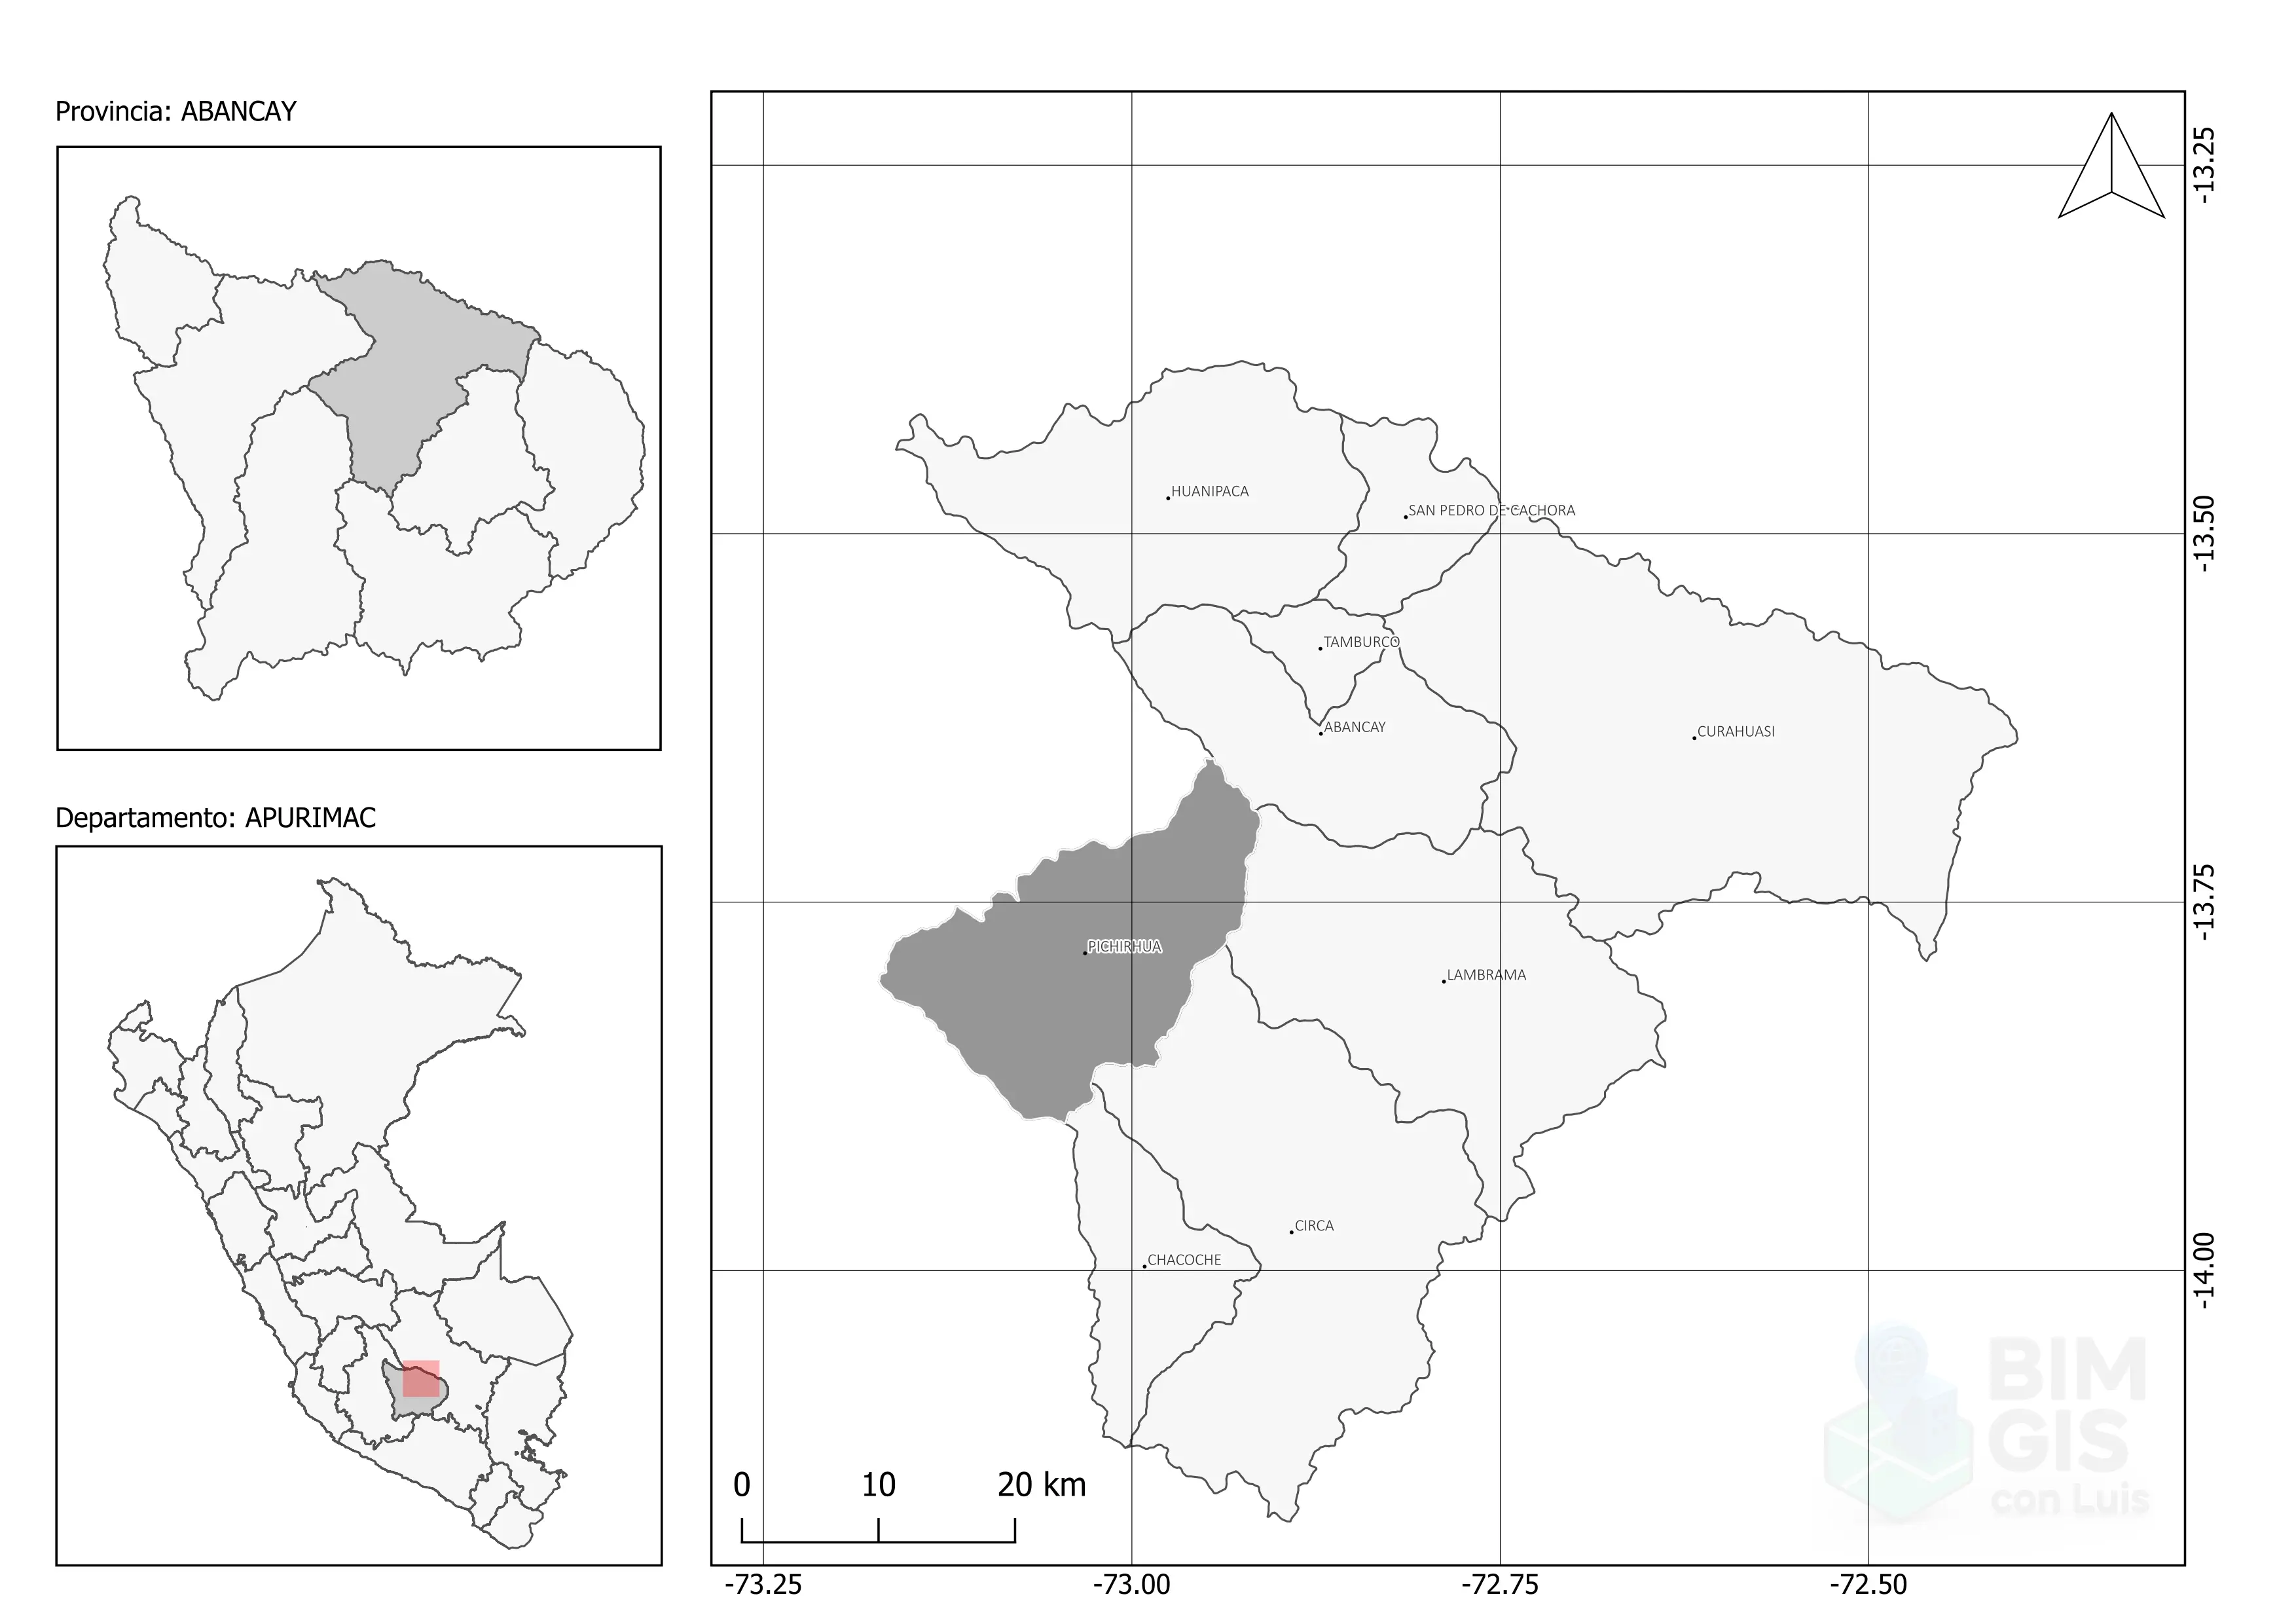 Provincia: ABANCAY
Departamento: APURIMAC
HUANIPACA
SAN PEDRO DE CACHORA
TAMBURCO
ABANCAY
CURAHUASI
PICHIRHUA
LAMBRAMA
CIRCA
CHACOCHE
0 10 20 km
-73.25 -73.00 -72.75 -72.50
-13.25
-13.50
-13.75
-14.00
BIM
GIS
con Luis